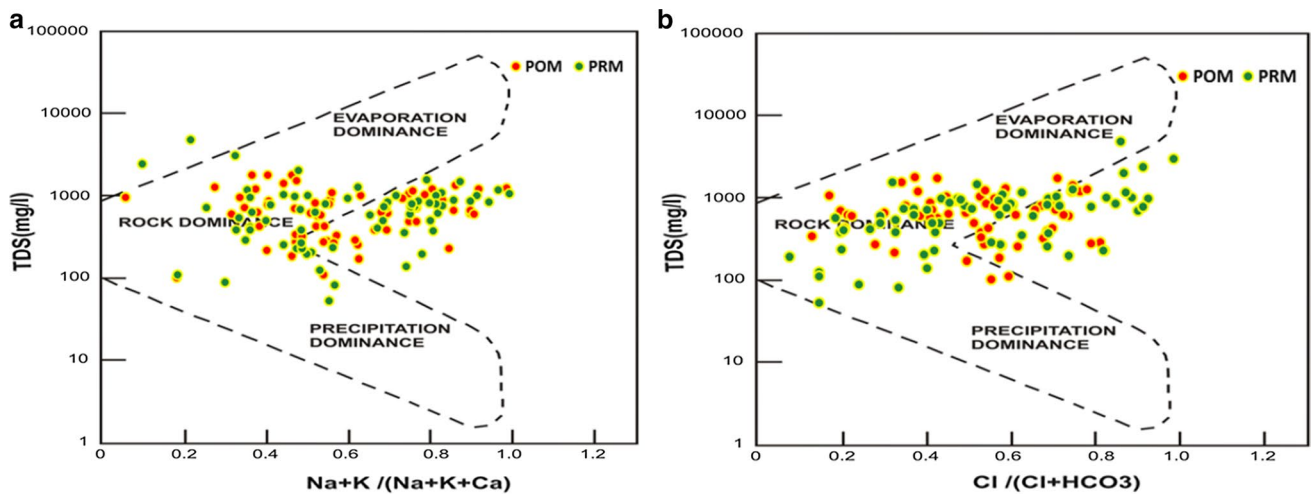 a
100000
10000
1000
100
10
1
TDS(mg/l)
POM PRM
EVAPORATION
DOMINANCE
ROCK DOMINANCE
PRECIPITATION
DOMINANCE
0 0.2 0.4 0.6 0.8 1.0 1.2
Na+K /(Na+K+Ca)
b
100000
10000
1000
100
10
1
TDS(mg/l)
POM PRM
EVAPORATION
DOMINANCE
ROCK DOMINANCE
PRECIPITATION
DOMINANCE
0 0.2 0.4 0.6 0.8 1.0 1.2
Cl /(Cl+HCO3)